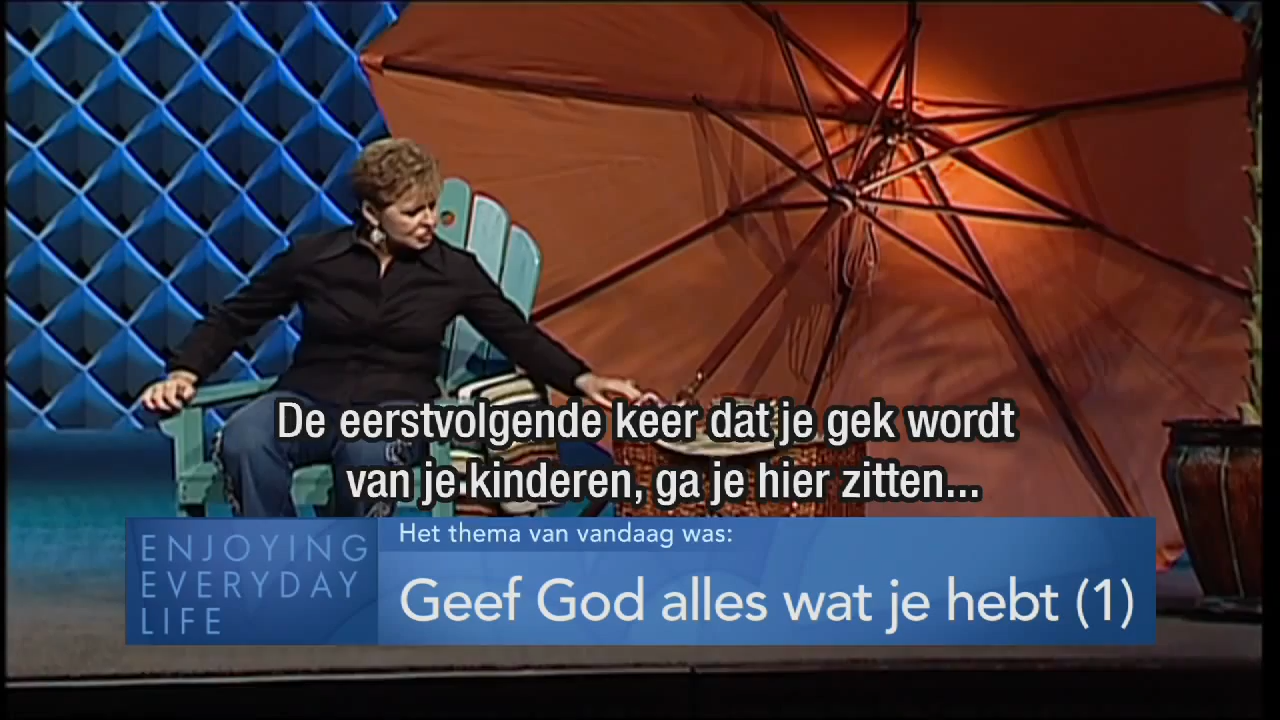 De eerstvolgende keer dat je gek wordt
van je kinderen, ga je hier zitten...
ENJOYING
EVERYDAY
LIFE
Het thema van vandaag was:
Geef God alles wat je hebt (1)